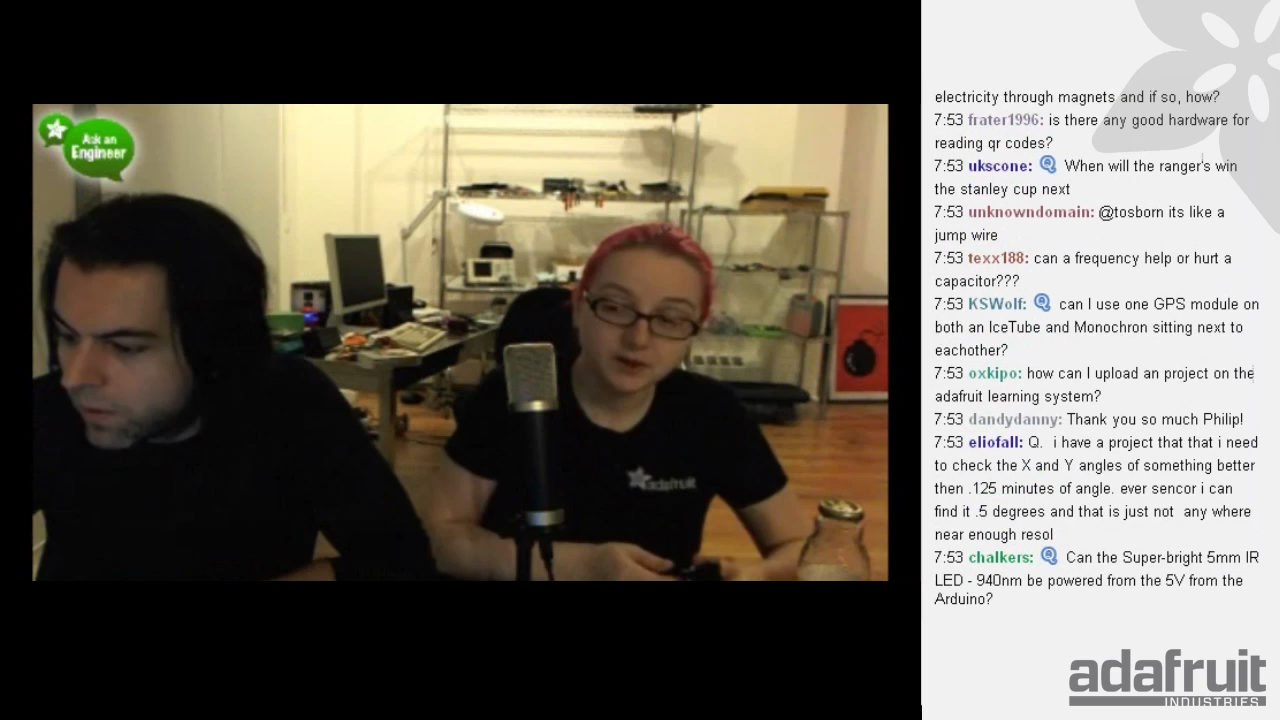 Ask an
Engineer
adafruit
electricity through magnets and if so, how?
7:53 frater1996: is there any good hardware for
reading qr codes?
7:53 ukscone: Q When will the ranger's win
the stanley cup next
7:53 unknowndomain: @tosborn its like a
jump wire
7:53 texx188: can a frequency help or hurt a
capacitor???
7:53 KSWolf: Q can I use one GPS module on
both an IceTube and Monochron sitting next to
eachother?
7:53 oxkipo: how can I upload an project on the
adafruit learning system?
7:53 dandydanny: Thank you so much Philip!
7:53 eliofall: Q. i have a project that that i need
to check the X and Y angles of something better
then .125 minutes of angle. ever sencor i can
find it .5 degrees and that is just not any where
near enough resol
7:53 chalkers: Q Can the Super-bright 5mm IR
LED - 940nm be powered from the 5V from the
Arduino?
adafruit
INDUSTRIES